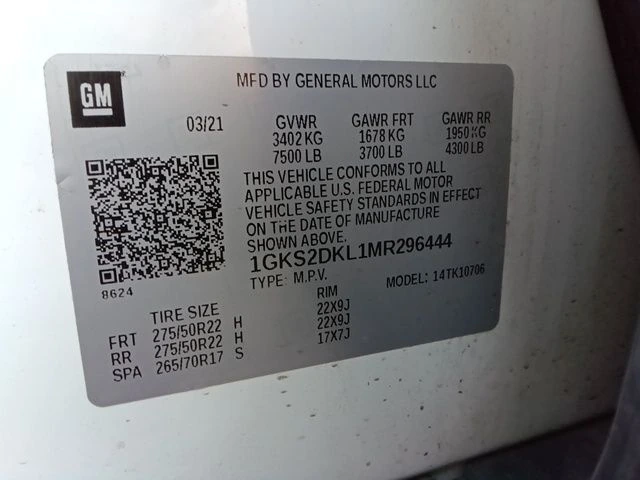 GM
MFD BY GENERAL MOTORS LLC
03/21 GVWR GAWR FRT GAWR RR
3402 KG 1678 KG 1950 KG
7500 LB 3700 LB 4300 LB
THIS VEHICLE CONFORMS TO ALL
APPLICABLE U.S. FEDERAL MOTOR
VEHICLE SAFETY STANDARDS IN EFFECT
ON THE DATE OF MANUFACTURE
SHOWN ABOVE.
1GKS2DKL1MR296444
8624 TYPE: M.P.V. MODEL: 14TK10706
TIRE SIZE RIM
FRT 275/50R22 H 22X9J
RR 275/50R22 H 22X9J
SPA 265/70R17 S 17X7J